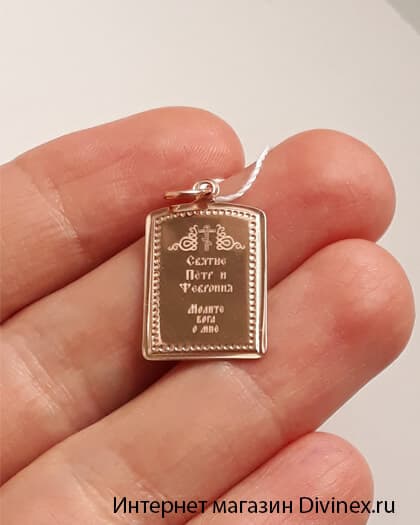 Святие
Петр и
Феврония
Молите
бога
о мне
Интернет магазин Divinex.ru